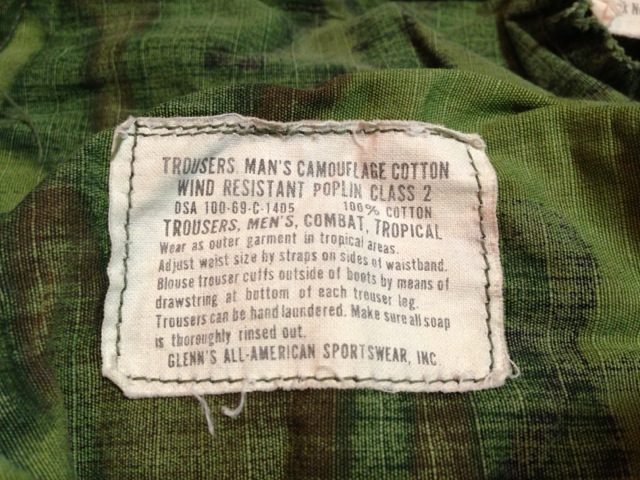 TROUSERS, MAN'S CAMOUFLAGE COTTON
WIND RESISTANT POPLIN CLASS 2
DSA 100-69-C-1405 100% COTTON
TROUSERS, MEN'S, COMBAT, TROPICAL
Wear as outer garment in tropical areas.
Adjust waist size by straps on sides of waistband.
Blouse trouser cuffs outside of boots by means of
drawstring at bottom of each trouser leg.
Trousers can be hand laundered. Make sure all soap
is thoroughly rinsed out.
GLENN'S ALL-AMERICAN SPORTSWEAR, INC.